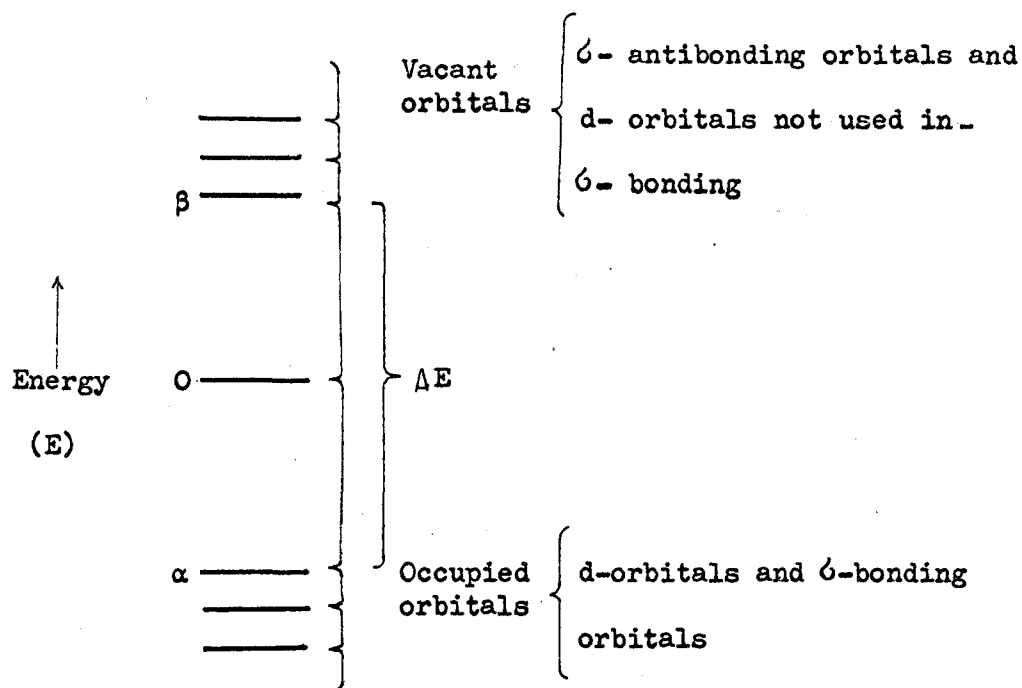 Vacant
orbitals
б- antibonding orbitals and
d- orbitals not used in-
б- bonding
β
Energy
(E)
O
ΔE
α
Occupied
orbitals
d-orbitals and б-bonding
orbitals